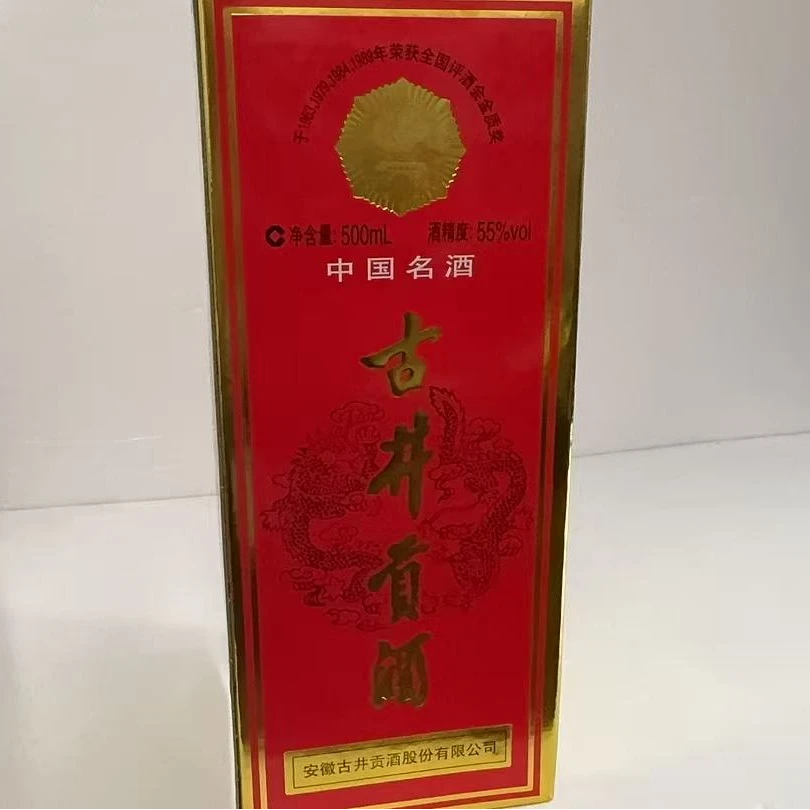 于1963,1979,1984,1989年荣获全国评酒会金质奖
净含量:500mL 酒精度:55%vol
中国名酒
古井贡酒
安徽古井贡酒股份有限公司